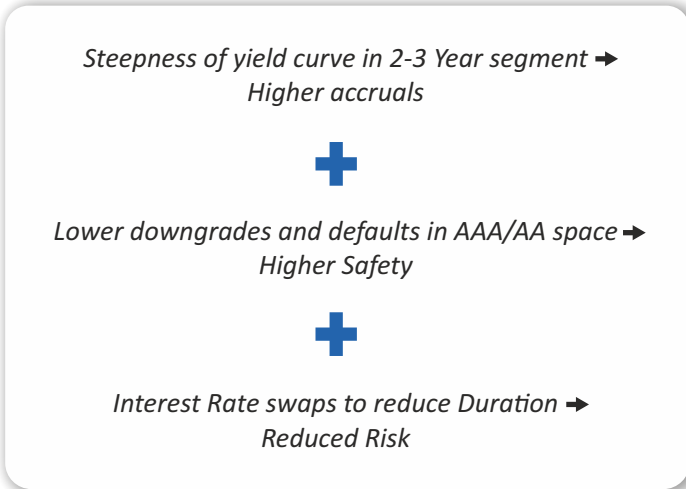 Steepness of yield curve in 2-3 Year segment →
Higher accruals
Lower downgrades and defaults in AAA/AA space →
Higher Safety
Interest Rate swaps to reduce Duration →
Reduced Risk